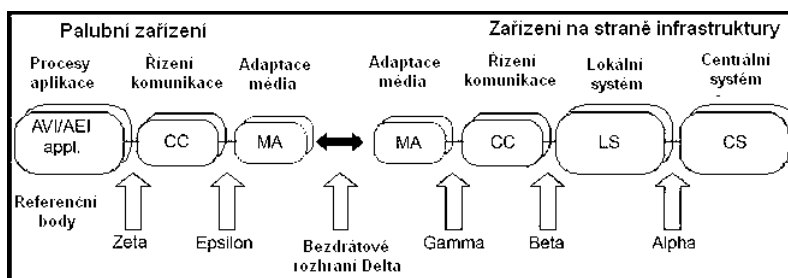 Palubní zařízení
Zařízení na straně infrastruktury
Procesy aplikace
Řízení komunikace
Adaptace média
Adaptace média
Řízení komunikace
Lokální systém
Centrální systém
AVI/AEI appl.
CC
MA
MA
CC
LS
CS
Referenční body
Zeta
Epsilon
Bezdrátové rozhraní Delta
Gamma
Beta
Alpha